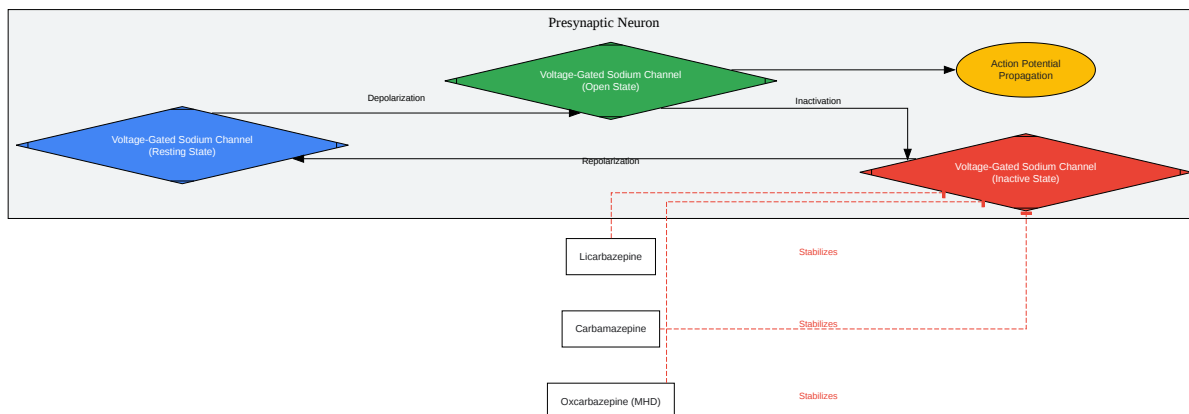 Presynaptic Neuron
Voltage-Gated Sodium Channel
(Open State)
Action Potential
Propagation
Depolarization
Inactivation
Voltage-Gated Sodium Channel
(Resting State)
Repolarization
Voltage-Gated Sodium Channel
(Inactive State)
Licarbazepine
Stabilizes
Carbamazepine
Stabilizes
Oxcarbazepine (MHD)
Stabilizes